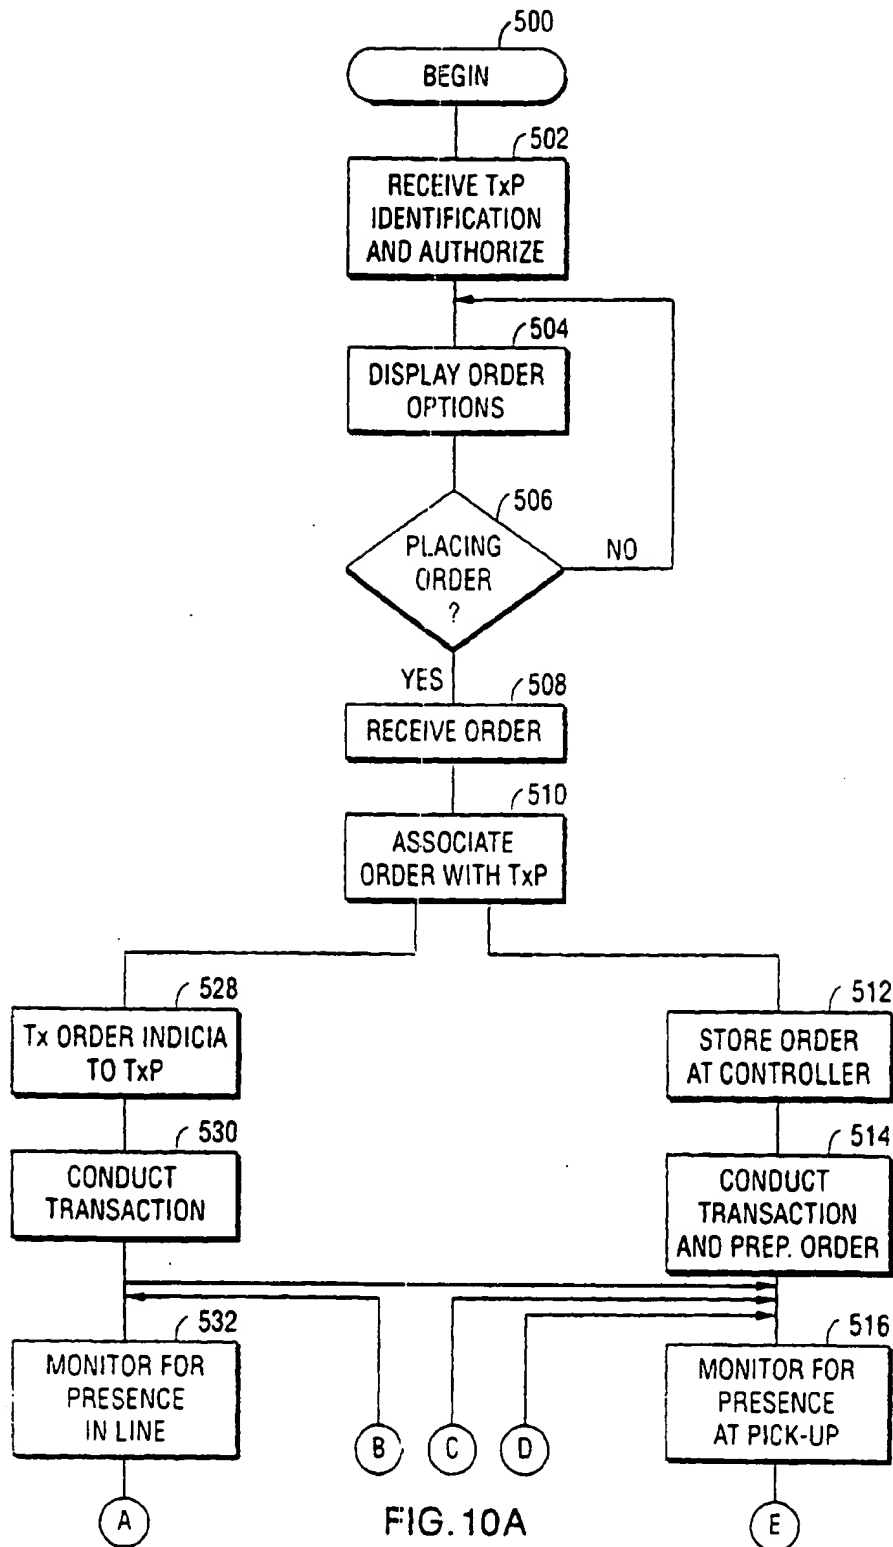 500
BEGIN
502
RECEIVE TxP
IDENTIFICATION
AND AUTHORIZE
504
DISPLAY ORDER
OPTIONS
506
PLACING
ORDER
?
NO
YES
508
RECEIVE ORDER
510
ASSOCIATE
ORDER WITH TxP
528
Tx ORDER INDICIA
TO TxP
530
CONDUCT
TRANSACTION
532
MONITOR FOR
PRESENCE
IN LINE
512
STORE ORDER
AT CONTROLLER
514
CONDUCT
TRANSACTION
AND PREP. ORDER
516
MONITOR FOR
PRESENCE
AT PICK-UP
A
B
C
D
E
FIG. 10A